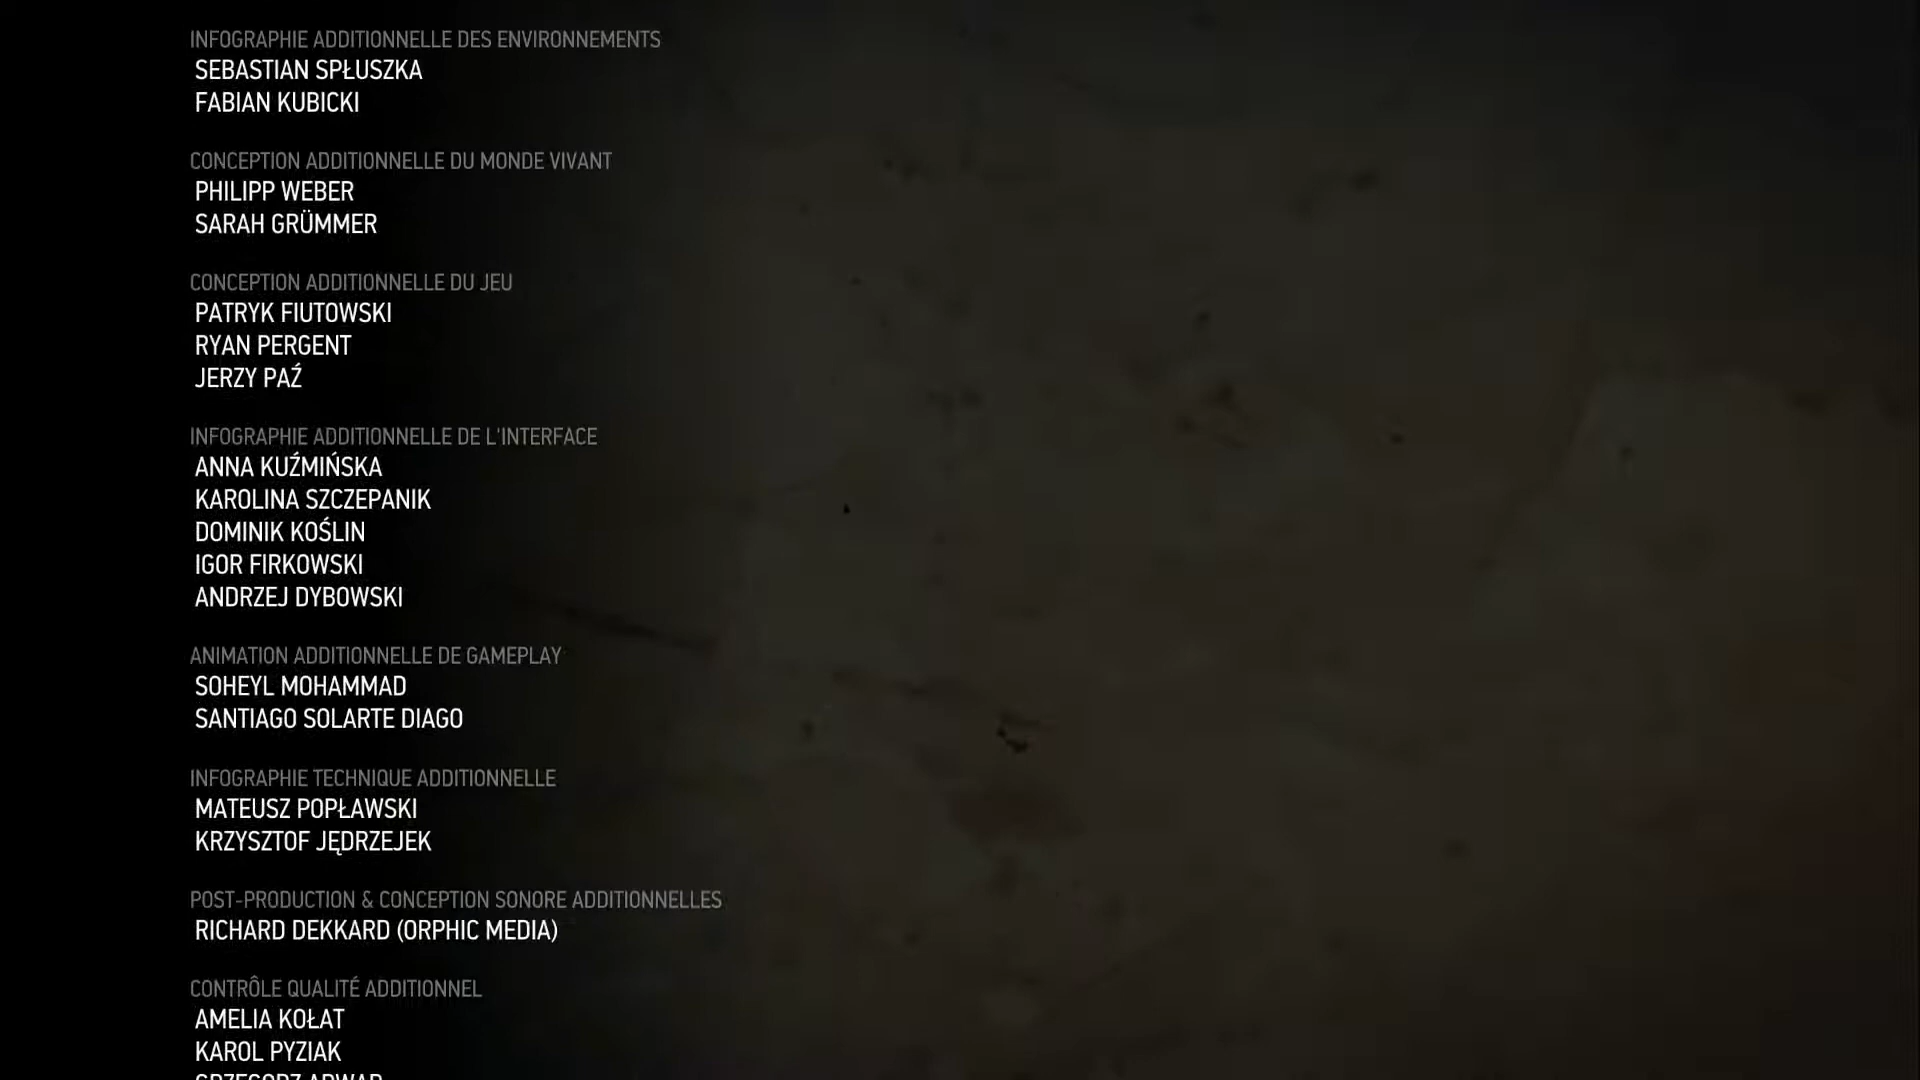 INFOGRAPHIE ADDITIONNELLE DES ENVIRONNEMENTS
SEBASTIAN SPŁUSZKA
FABIAN KUBICKI
CONCEPTION ADDITIONNELLE DU MONDE VIVANT
PHILIPP WEBER
SARAH GRÜMMER
CONCEPTION ADDITIONNELLE DU JEU
PATRYK FIUTOWSKI
RYAN PERGENT
JERZY PAŹ
INFOGRAPHIE ADDITIONNELLE DE L'INTERFACE
ANNA KUŹMIŃSKA
KAROLINA SZCZEPANIK
DOMINIK KOŚLIN
IGOR FIRKOWSKI
ANDRZEJ DYBOWSKI
ANIMATION ADDITIONNELLE DE GAMEPLAY
SOHEYL MOHAMMAD
SANTIAGO SOLARTE DIAGO
INFOGRAPHIE TECHNIQUE ADDITIONNELLE
MATEUSZ POPŁAWSKI
KRZYSZTOF JĘDRZEJEK
POST-PRODUCTION & CONCEPTION SONORE ADDITIONNELLES
RICHARD DEKKARD (ORPHIC MEDIA)
CONTRÔLE QUALITÉ ADDITIONNEL
AMELIA KOŁAT
KAROL PYZIAK
GRZEGORZ